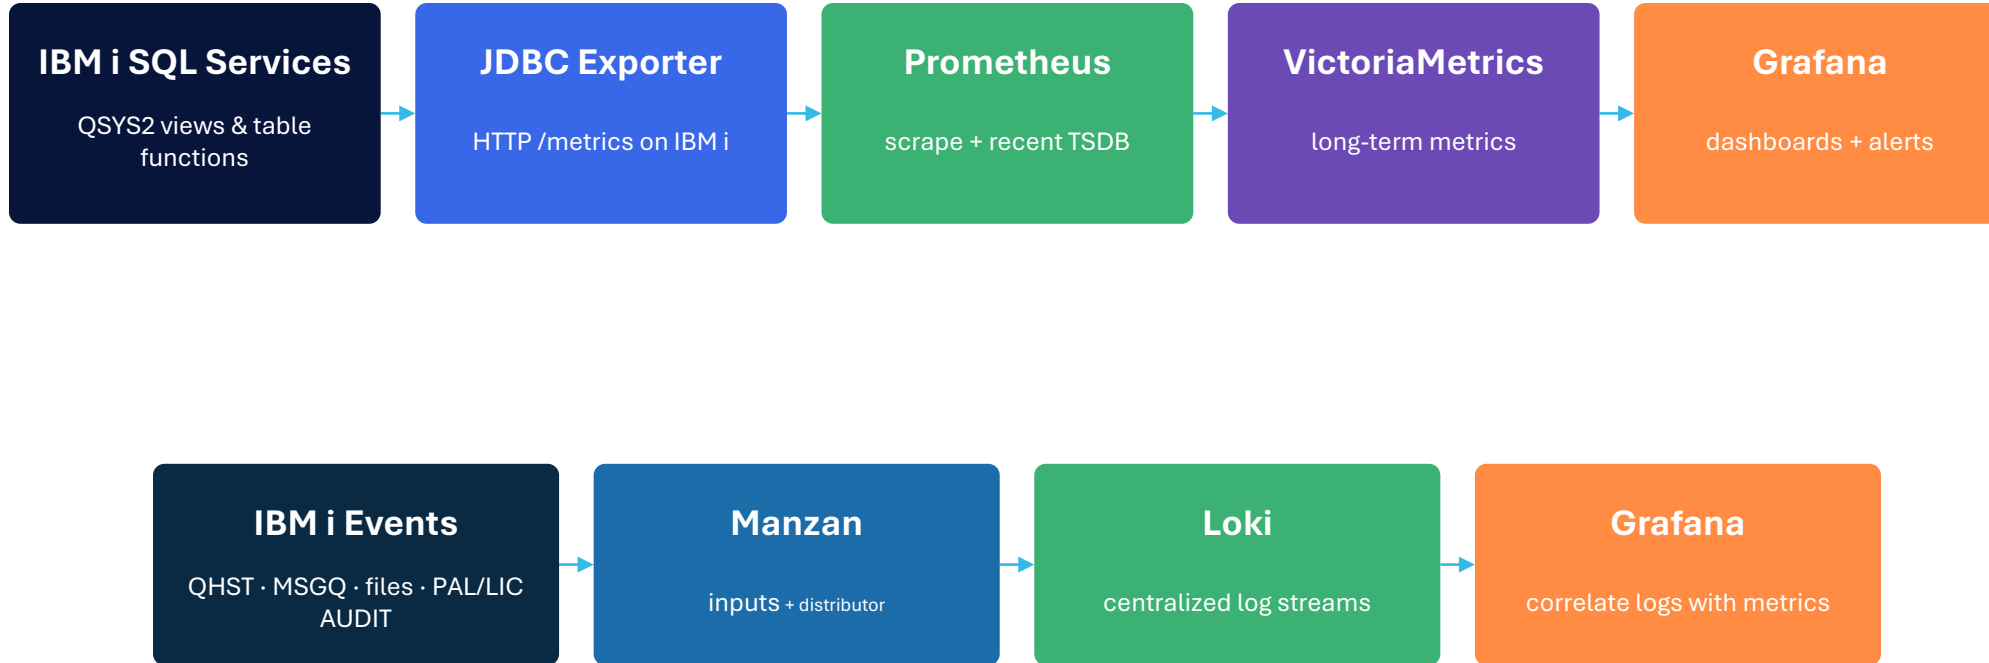 IBM i SQL Services
QSYS2 views & table
functions
JDBC Exporter
HTTP /metrics on IBM i
Prometheus
scrape + recent TSDB
VictoriaMetrics
long-term metrics
Grafana
dashboards + alerts
IBM i Events
QHST · MSGQ · files · PAL/LIC
AUDIT
Manzan
inputs + distributor
Loki
centralized log streams
Grafana
correlate logs with metrics